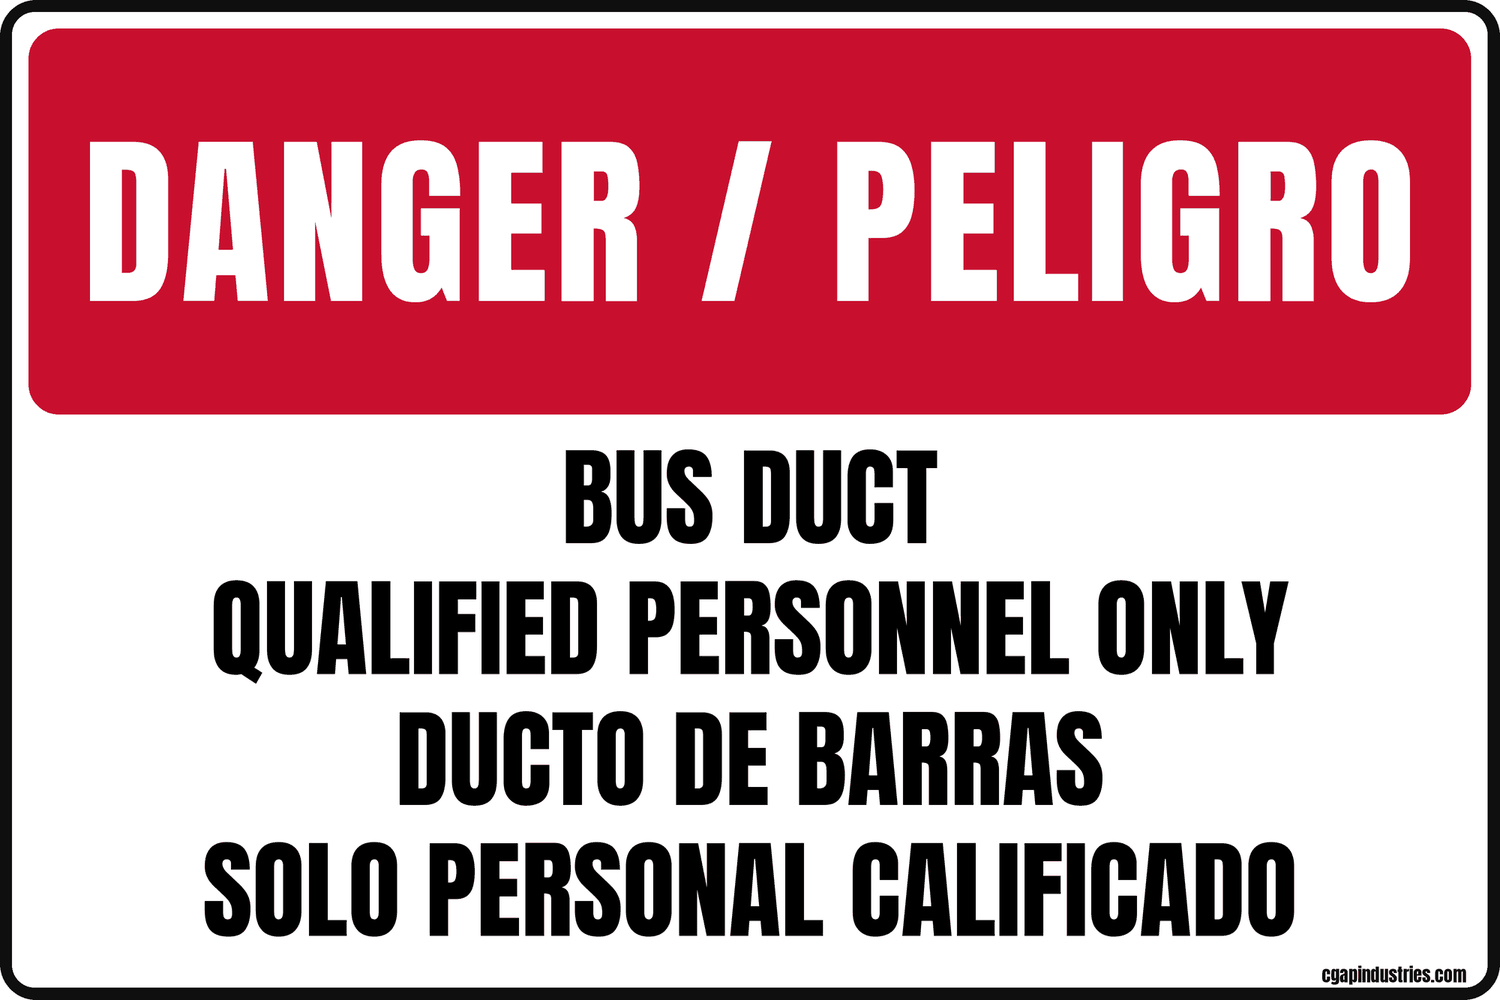 DANGER / PELIGRO
BUS DUCT
QUALIFIED PERSONNEL ONLY
DUCTO DE BARRAS
SOLO PERSONAL CALIFICADO
cgapindustries.com